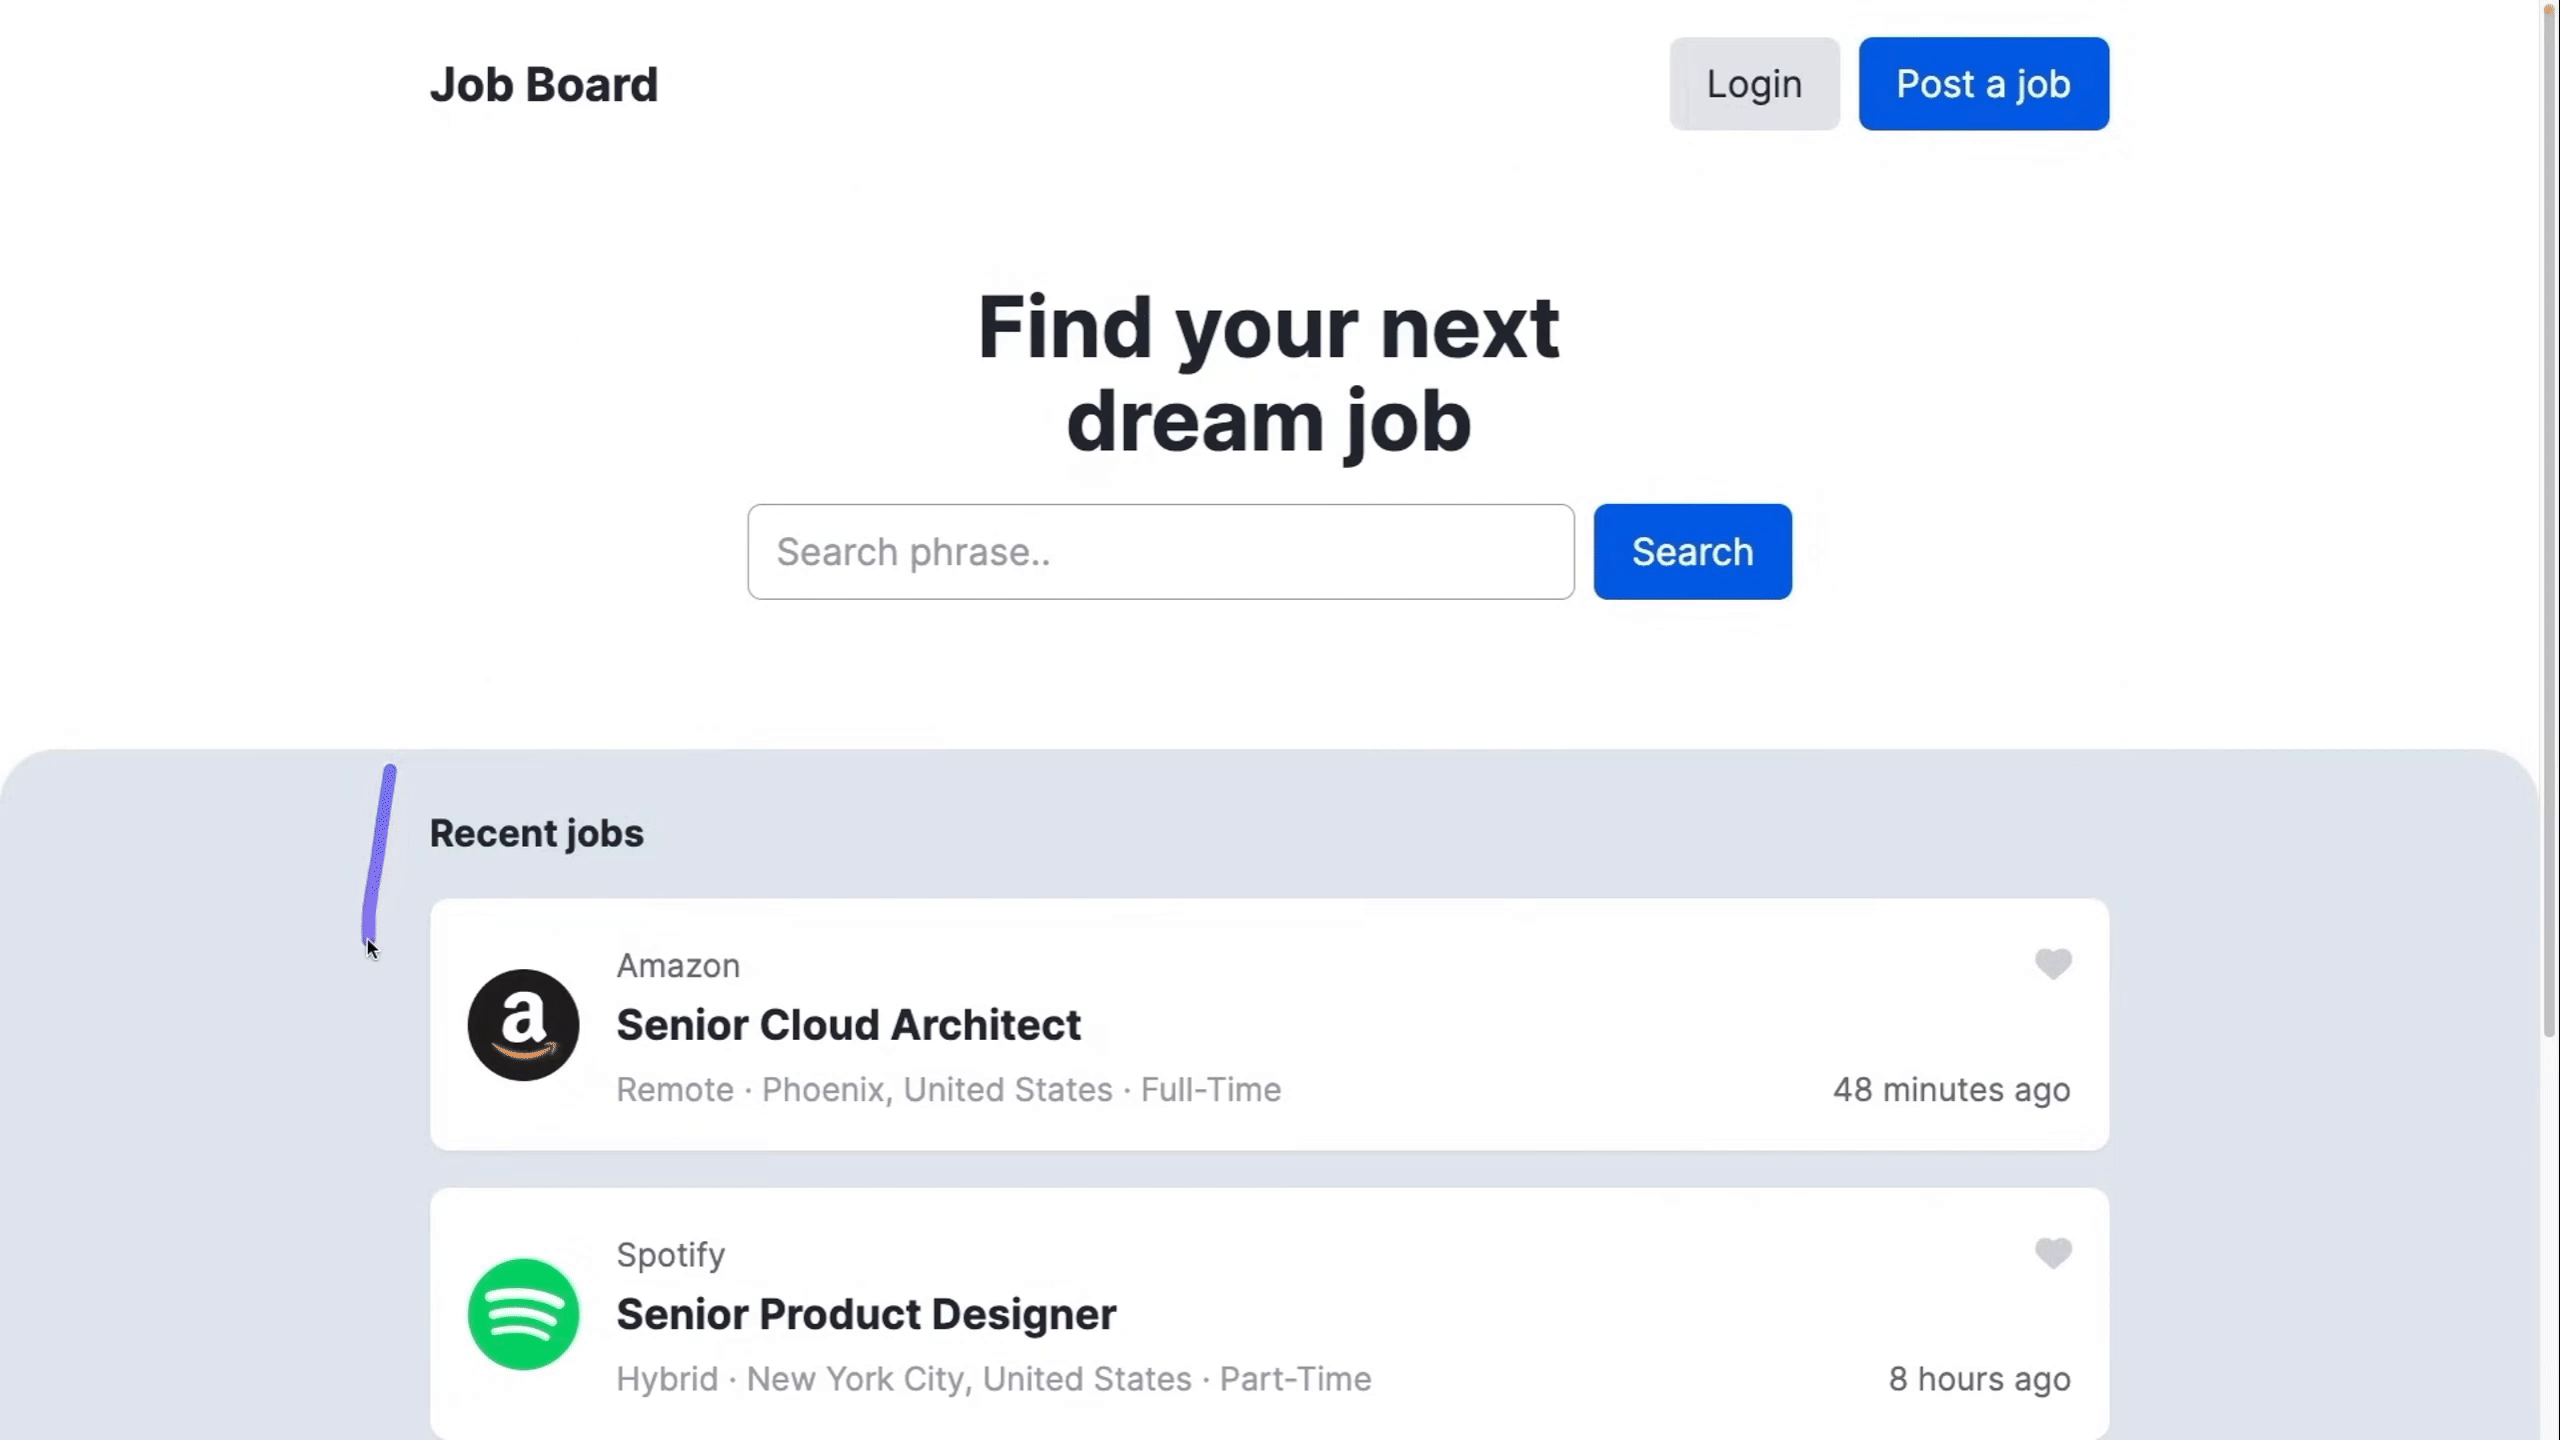 Job Board
Login
Post a job
Find your next
dream job
Search phrase..
Search
Recent jobs
Amazon
Senior Cloud Architect
Remote · Phoenix, United States · Full-Time
48 minutes ago
Spotify
Senior Product Designer
Hybrid · New York City, United States · Part-Time
8 hours ago